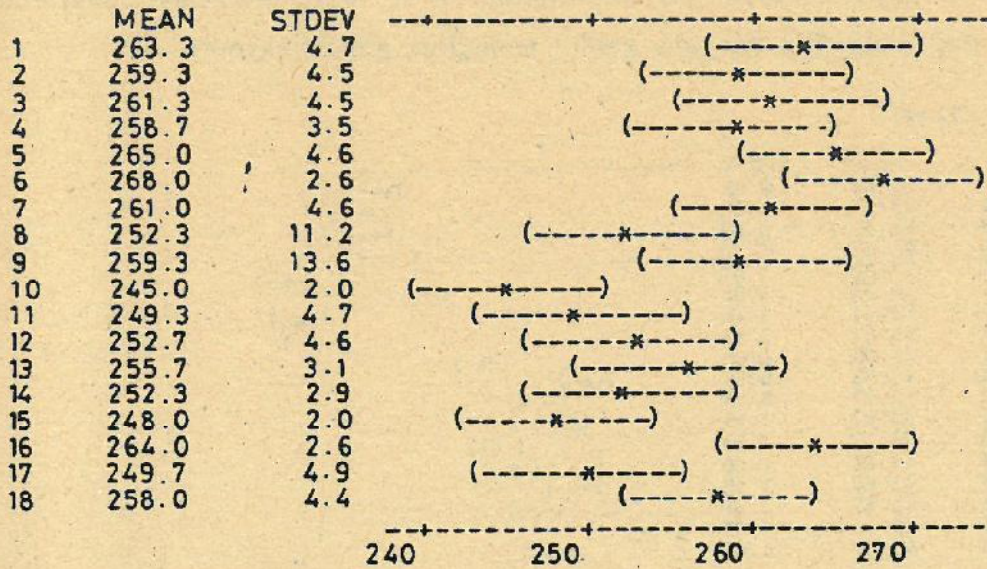 MEAN STDEV --+---------+---------+---------+----
1 263.3 4.7 (-----*------)
2 259.3 4.5 (-----*------)
3 261.3 4.5 (-----*------)
4 258.7 3.5 (------*-----)
5 265.0 4.6 (-----*-----)
6 268.0 2.6 (-----*-----)
7 261.0 4.6 (-----*-----)
8 252.3 11.2 (-----*------)
9 259.3 13.6 (-----*------)
10 245.0 2.0 (-----*-----)
11 249.3 4.7 (-----*------)
12 252.7 4.6 (------*-----)
13 255.7 3.1 (------*-----)
14 252.3 2.9 (-----*------)
15 248.0 2.0 (-----*-----)
16 264.0 2.6 (-----*-----)
17 249.7 4.9 (------*-----)
18 258.0 4.4 (-----*-----)
--+---------+---------+---------+----
240 250 260 270